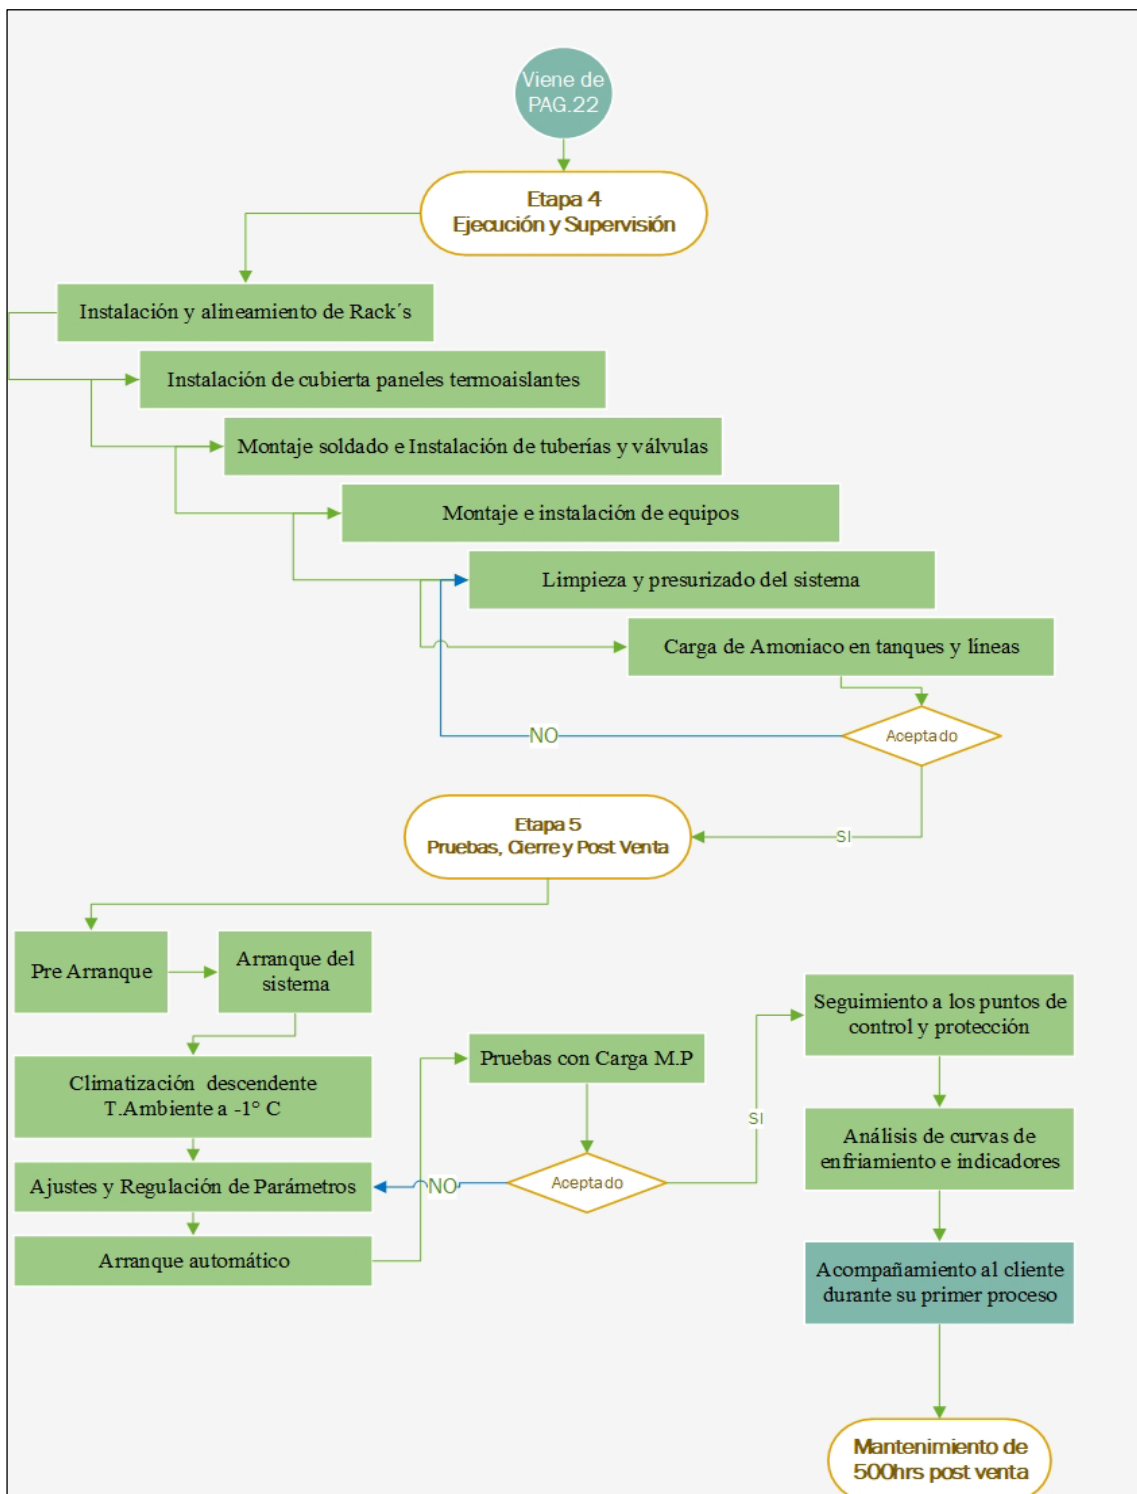 Viene de
PAG.22
Etapa 4
Ejecución y Supervisión
Instalación y alineamiento de Rack´s
Instalación de cubierta paneles termoaislantes
Montaje soldado e Instalación de tuberías y válvulas
Montaje e instalación de equipos
Limpieza y presurizado del sistema
Carga de Amoniaco en tanques y líneas
Aceptado
NO
SI
Etapa 5
Pruebas, Cierre y Post Venta
Pre Arranque
Arranque del
sistema
Climatización descendente
T.Ambiente a -1° C
Ajustes y Regulación de Parámetros
Arranque automático
Pruebas con Carga M.P
Aceptado
NO
SI
Seguimiento a los puntos de
control y protección
Análisis de curvas de
enfriamiento e indicadores
Acompañamiento al cliente
durante su primer proceso
Mantenimiento de
500hrs post venta